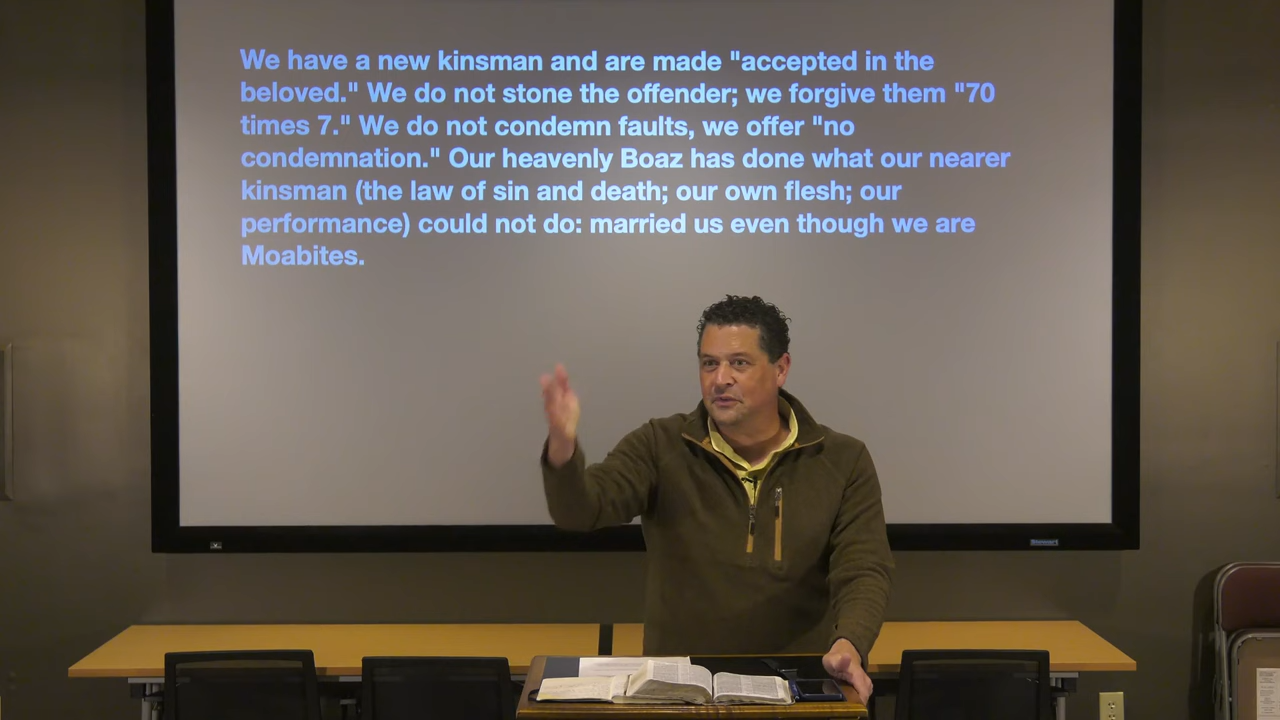 We have a new kinsman and are made "accepted in the
beloved." We do not stone the offender; we forgive them "70
times 7." We do not condemn faults, we offer "no
condemnation." Our heavenly Boaz has done what our nearer
kinsman (the law of sin and death; our own flesh; our
performance) could not do: married us even though we are
Moabites.